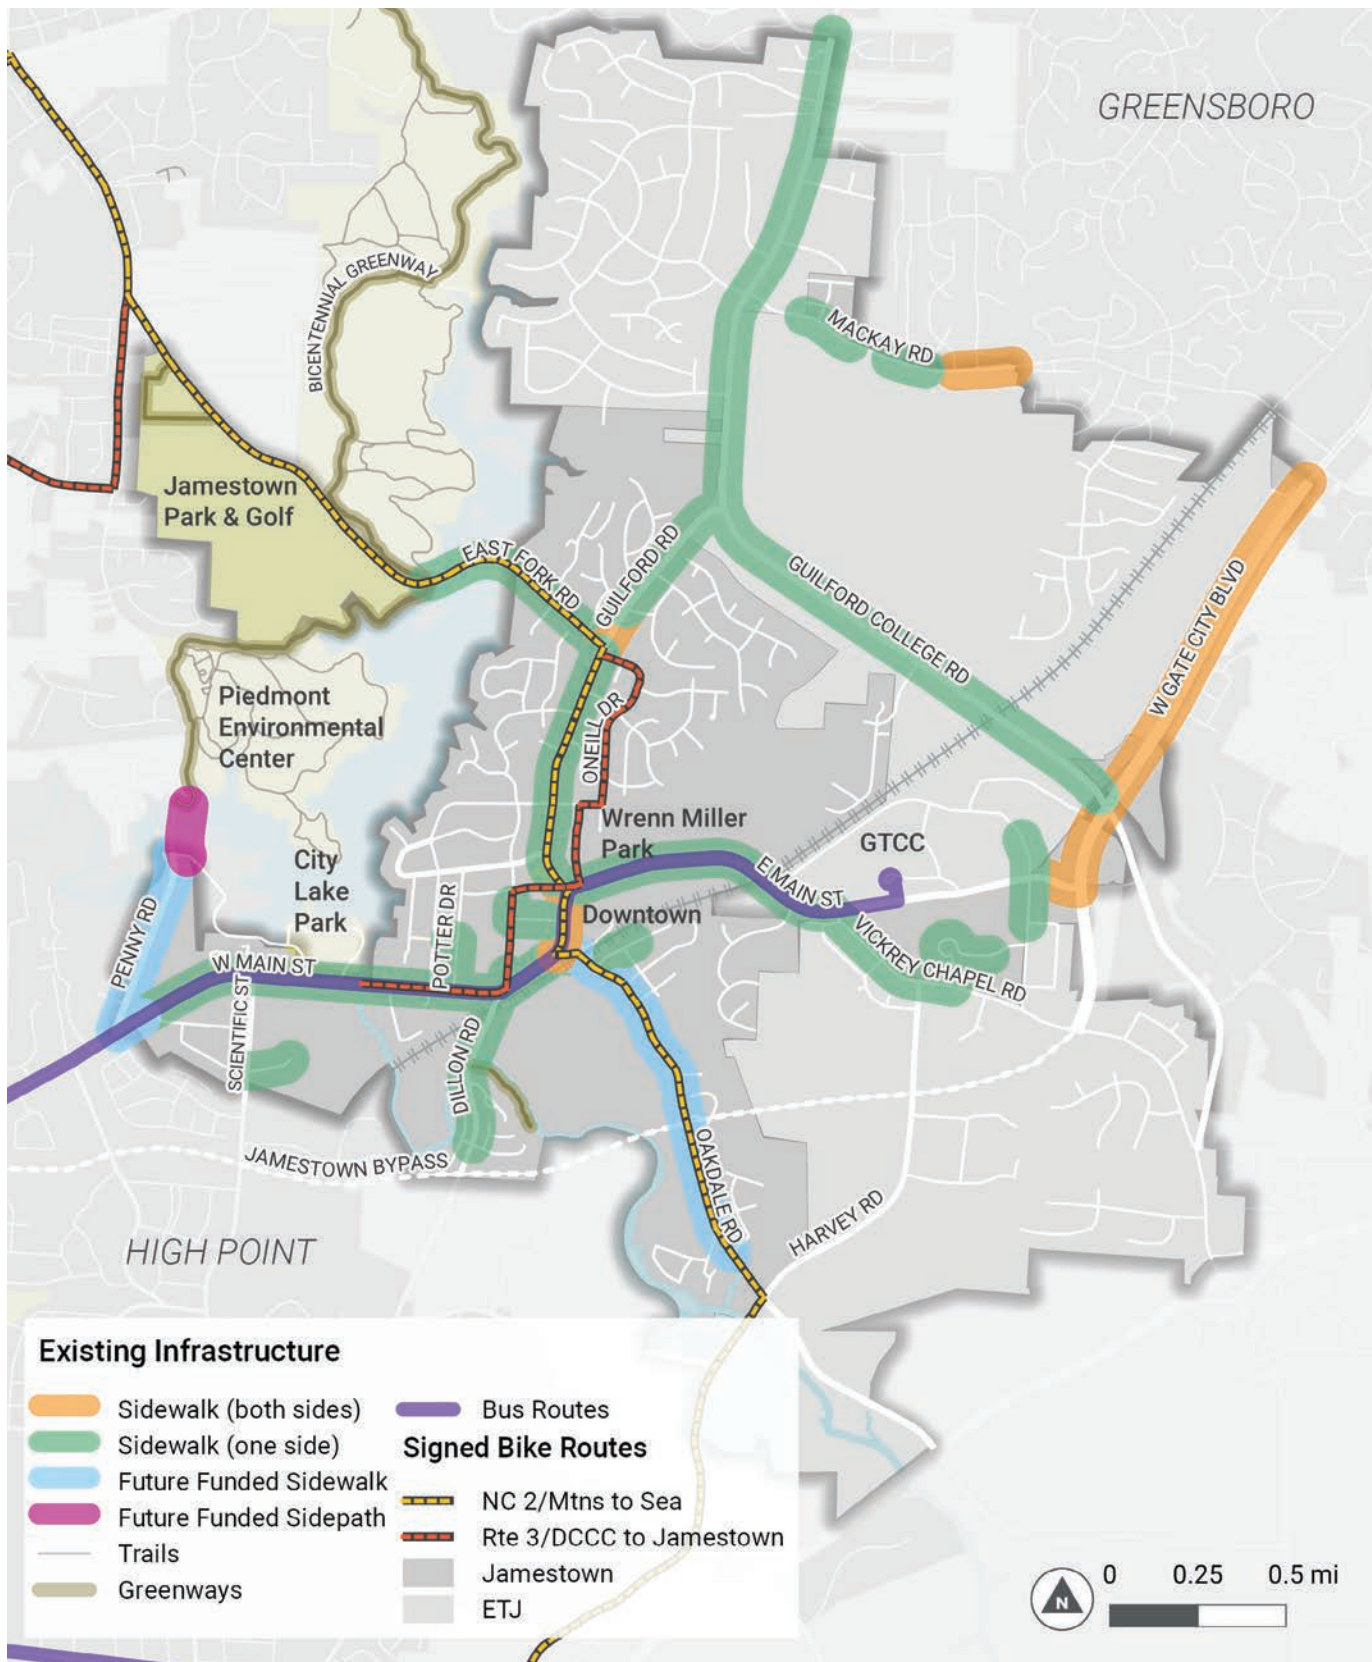 GREENSBORO
BICENTENNIAL GREENWAY
MACKAY RD
Jamestown
Park & Golf
EAST FORK RD
GUILFORD RD
GUILFORD COLLEGE RD
W GATE CITY BLVD
Piedmont
Environmental
Center
ONEILL DR
Wrenn Miller
Park
GTCC
City
Lake
Park
E MAIN ST
POTTER DR
Downtown
PENNY RD
W MAIN ST
VICKREY CHAPEL RD
SCIENTIFIC ST
DILLON RD
JAMESTOWN BYPASS
OAKDALE RD
HARVEY RD
HIGH POINT
Existing Infrastructure
Sidewalk (both sides)
Sidewalk (one side)
Future Funded Sidewalk
Future Funded Sidepath
Trails
Greenways
Bus Routes
Signed Bike Routes
NC 2/Mtns to Sea
Rte 3/DCCC to Jamestown
Jamestown
ETJ
N
0 0.25 0.5 mi